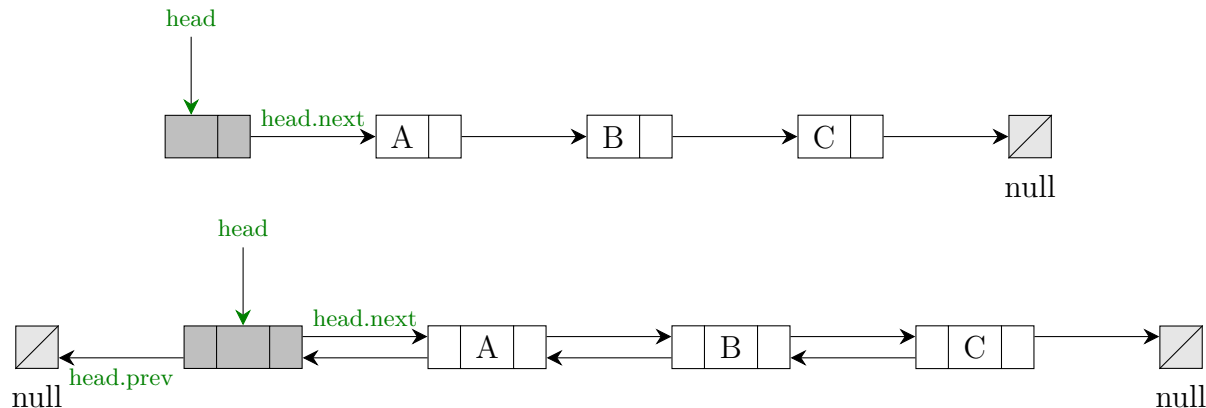 head
head.next
A B C
null
head
head.next
A B C
head.prev
null null